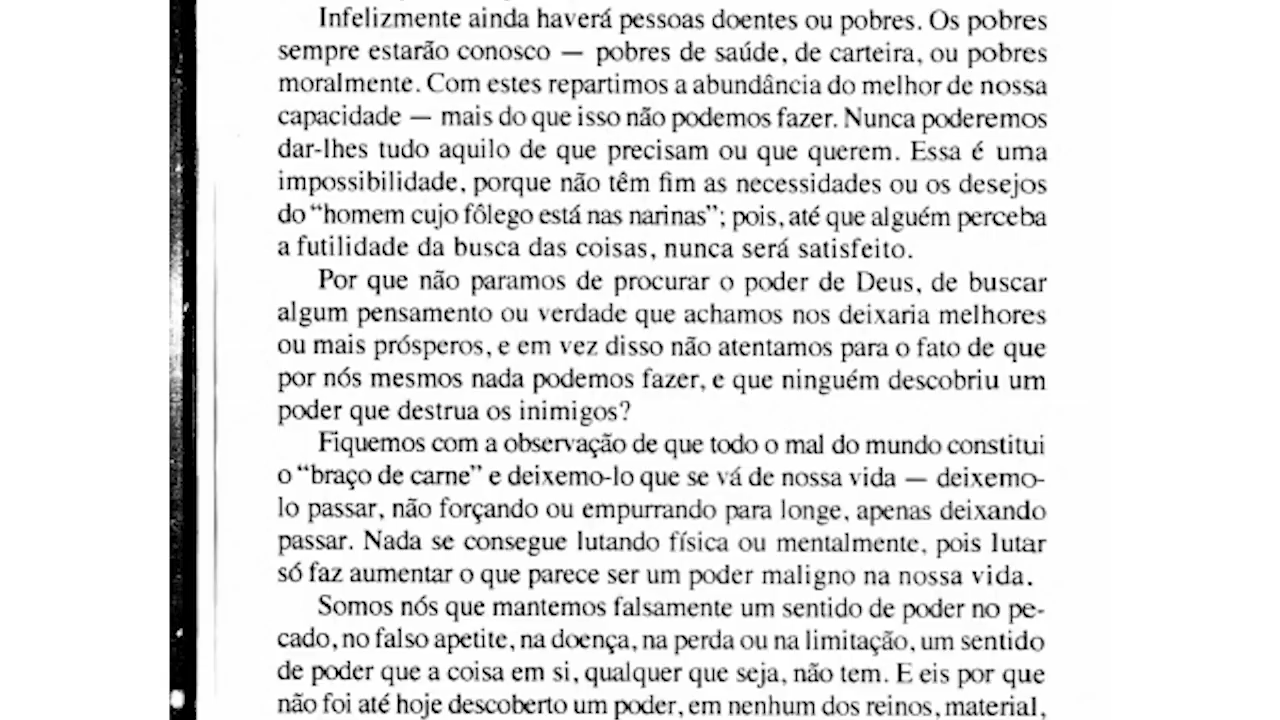 Infelizmente ainda haverá pessoas doentes ou pobres. Os pobres
sempre estarão conosco — pobres de saúde, de carteira, ou pobres
moralmente. Com estes repartimos a abundância do melhor de nossa
capacidade — mais do que isso não podemos fazer. Nunca poderemos
dar-lhes tudo aquilo de que precisam ou que querem. Essa é uma
impossibilidade, porque não têm fim as necessidades ou os desejos
do “homem cujo fôlego está nas narinas”; pois, até que alguém perceba
a futilidade da busca das coisas, nunca será satisfeito.
Por que não paramos de procurar o poder de Deus, de buscar
algum pensamento ou verdade que achamos nos deixaria melhores
ou mais prósperos, e em vez disso não atentamos para o fato de que
por nós mesmos nada podemos fazer, e que ninguém descobriu um
poder que destrua os inimigos?
Fiquemos com a observação de que todo o mal do mundo constitui
o “braço de carne” e deixemo-lo que se vá de nossa vida — deixemo-
lo passar, não forçando ou empurrando para longe, apenas deixando
passar. Nada se consegue lutando física ou mentalmente, pois lutar
só faz aumentar o que parece ser um poder maligno na nossa vida.
Somos nós que mantemos falsamente um sentido de poder no pe-
cado, no falso apetite, na doença, na perda ou na limitação, um sentido
de poder que a coisa em si, qualquer que seja, não tem. E eis por que
não foi até hoje descoberto um poder, em nenhum dos reinos, material,